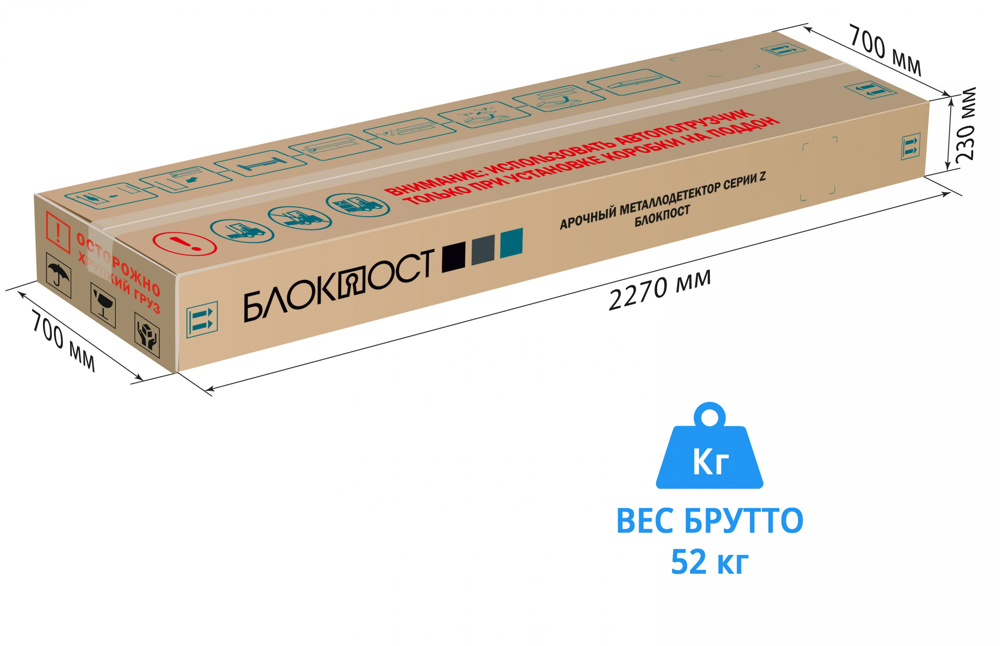 700 мм
230 мм
ВНИМАНИЕ: ИСПОЛЬЗОВАТЬ АВТОПОГРУЗЧИК
ТОЛЬКО ПРИ УСТАНОВКЕ КОРОБКИ НА ПОДДОН
АРОЧНЫЙ МЕТАЛЛОДЕТЕКТОР СЕРИИ Z
БЛОКПОСТ
ОСТОРОЖНО
ХРУПКИЙ ГРУЗ
БЛОКПОСТ
2270 мм
700 мм
Кг
ВЕС БРУТТО
52 кг